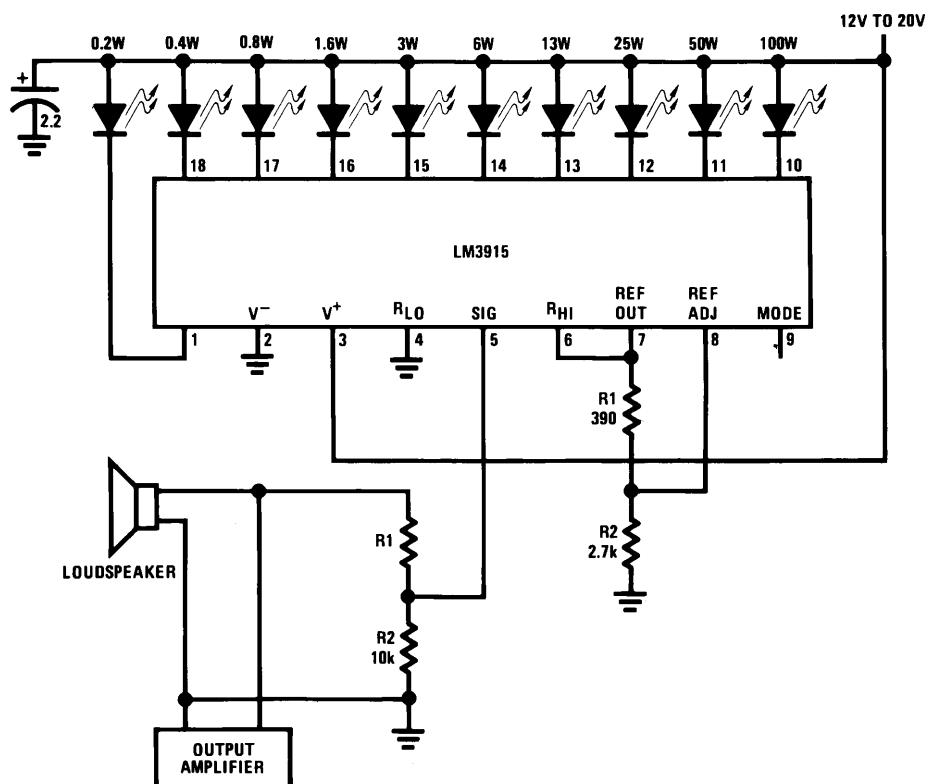 12V TO 20V
0.2W 0.4W 0.8W 1.6W 3W 6W 13W 25W 50W 100W
+
2.2
18 17 16 15 14 13 12 11 10
LM3915
V⁻ V⁺ RLO SIG RHI REF OUT REF ADJ MODE
1 2 3 4 5 6 7 8 9
R1
390
R1
R2
2.7k
LOUDSPEAKER
R2
10k
OUTPUT
AMPLIFIER